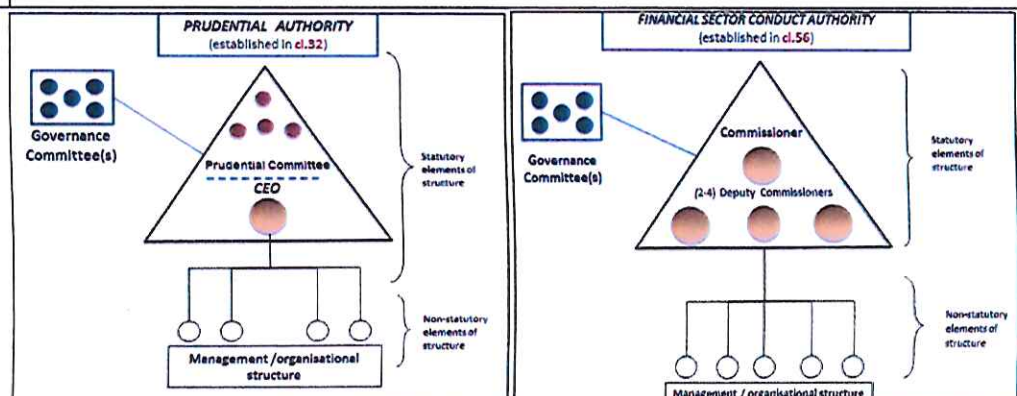 PRUDENTIAL AUTHORITY
(established in cl.32)
Governance
Committee(s)
Prudential Committee
CEO
Statutory
elements of
structure
Non-statutory
elements of
structure
Management /organisational
structure
FINANCIAL SECTOR CONDUCT AUTHORITY
(established in cl.56)
Governance
Committee(s)
Commissioner
(2-4) Deputy Commissioners
Statutory
elements of
structure
Non-statutory
elements of
structure
Management / organisational structure